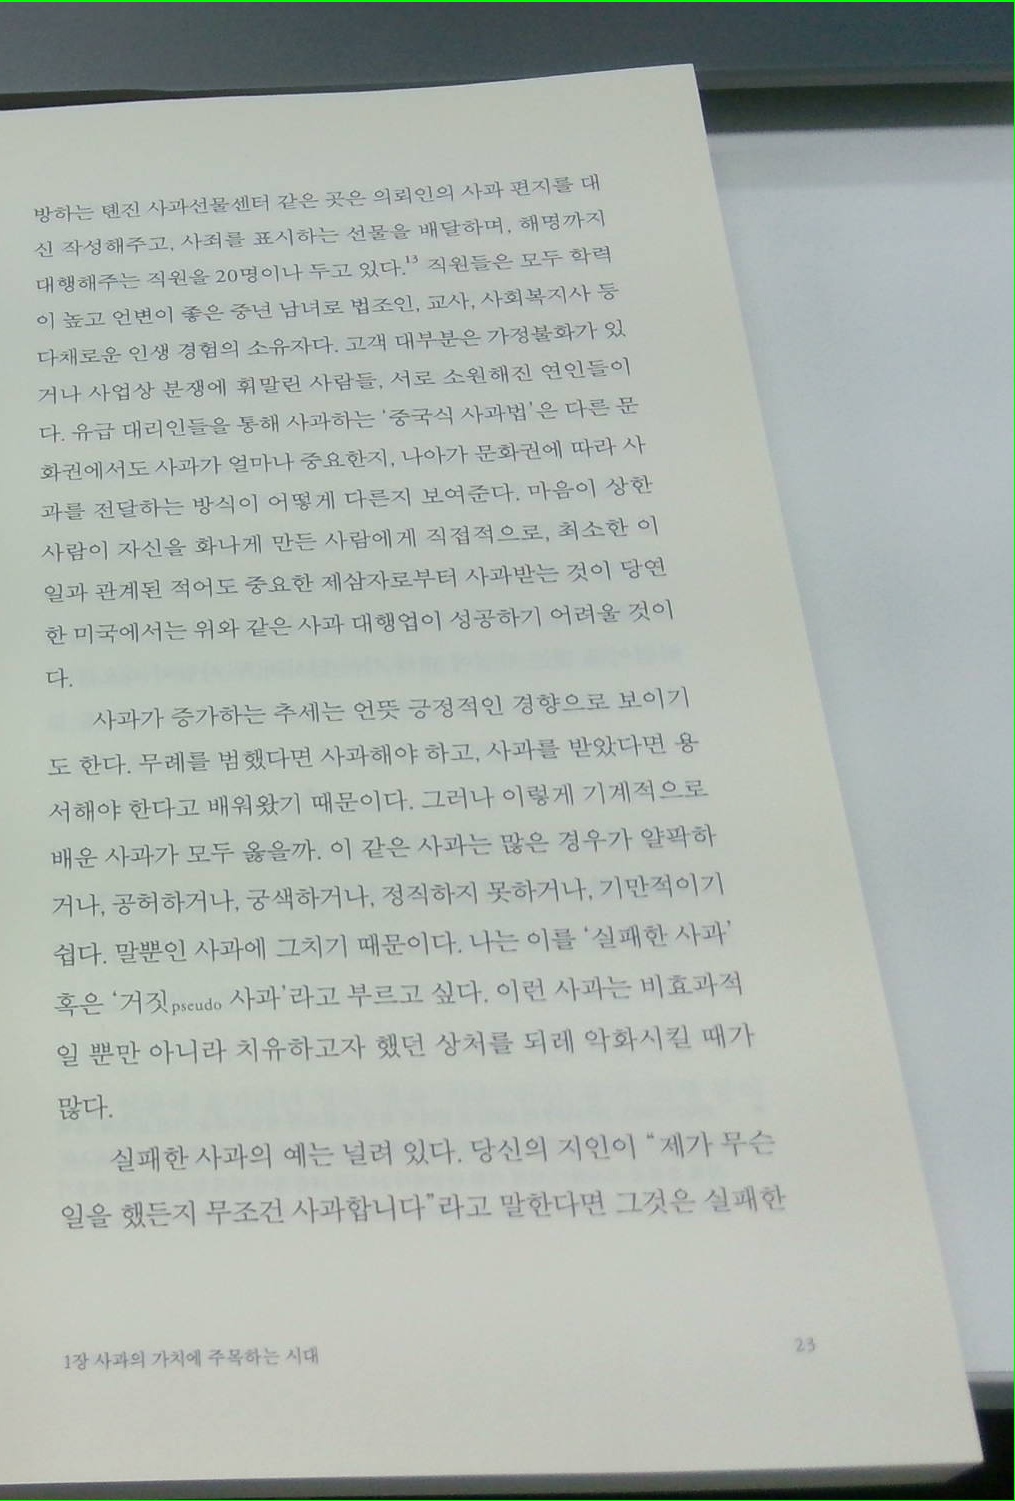 방하는 톈진 사과선물센터 같은 곳은 의뢰인의 사과 편지를 대
신 작성해주고, 사죄를 표시하는 선물을 배달하며, 해명까지
대행해주는 직원을 20명이나 두고 있다.13 직원들은 모두 학력
이 높고 언변이 좋은 중년 남녀로 법조인, 교사, 사회복지사 등
다채로운 인생 경험의 소유자다. 고객 대부분은 가정불화가 있
거나 사업상 분쟁에 휘말린 사람들, 서로 소원해진 연인들이
다. 유급 대리인들을 통해 사과하는 ‘중국식 사과법’은 다른 문
화권에서도 사과가 얼마나 중요한지, 나아가 문화권에 따라 사
과를 전달하는 방식이 어떻게 다른지 보여준다. 마음이 상한
사람이 자신을 화나게 만든 사람에게 직접적으로, 최소한 이
일과 관계된 적어도 중요한 제삼자로부터 사과받는 것이 당연
한 미국에서는 위와 같은 사과 대행업이 성공하기 어려울 것이
다.
사과가 증가하는 추세는 언뜻 긍정적인 경향으로 보이기
도 한다. 무례를 범했다면 사과해야 하고, 사과를 받았다면 용
서해야 한다고 배워왔기 때문이다. 그러나 이렇게 기계적으로
배운 사과가 모두 옳을까. 이 같은 사과는 많은 경우가 얄팍하
거나, 공허하거나, 궁색하거나, 정직하지 못하거나, 기만적이기
쉽다. 말뿐인 사과에 그치기 때문이다. 나는 이를 ‘실패한 사과’
혹은 ‘거짓pseudo 사과’라고 부르고 싶다. 이런 사과는 비효과적
일 뿐만 아니라 치유하고자 했던 상처를 되레 악화시킬 때가
많다.
실패한 사과의 예는 널려 있다. 당신의 지인이 “제가 무슨
일을 했든지 무조건 사과합니다”라고 말한다면 그것은 실패한
1장 사과의 가치에 주목하는 시대
23